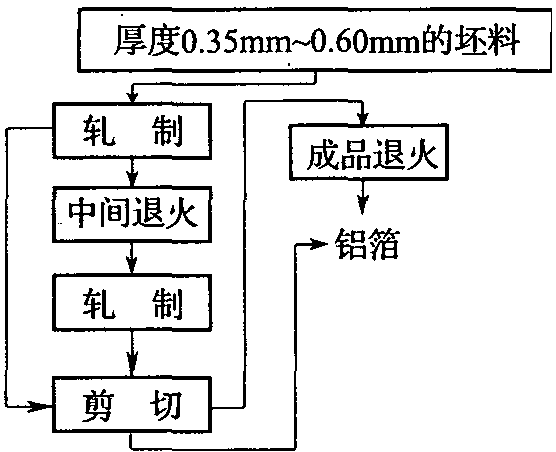 厚度0.35mm~0.60mm的坯料
轧 制
成品退火
中间退火
铝箔
轧 制
剪 切